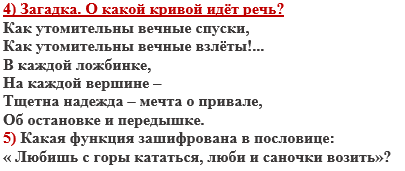 4) Загадка. О какой кривой идёт речь?
Как утомительны вечные спуски,
Как утомительны вечные взлёты!...
В каждой ложбинке,
На каждой вершине –
Тщетна надежда – мечта о привале,
Об остановке и передышке.
5) Какая функция зашифрована в пословице:
« Любишь с горы кататься, люби и саночки возить»?